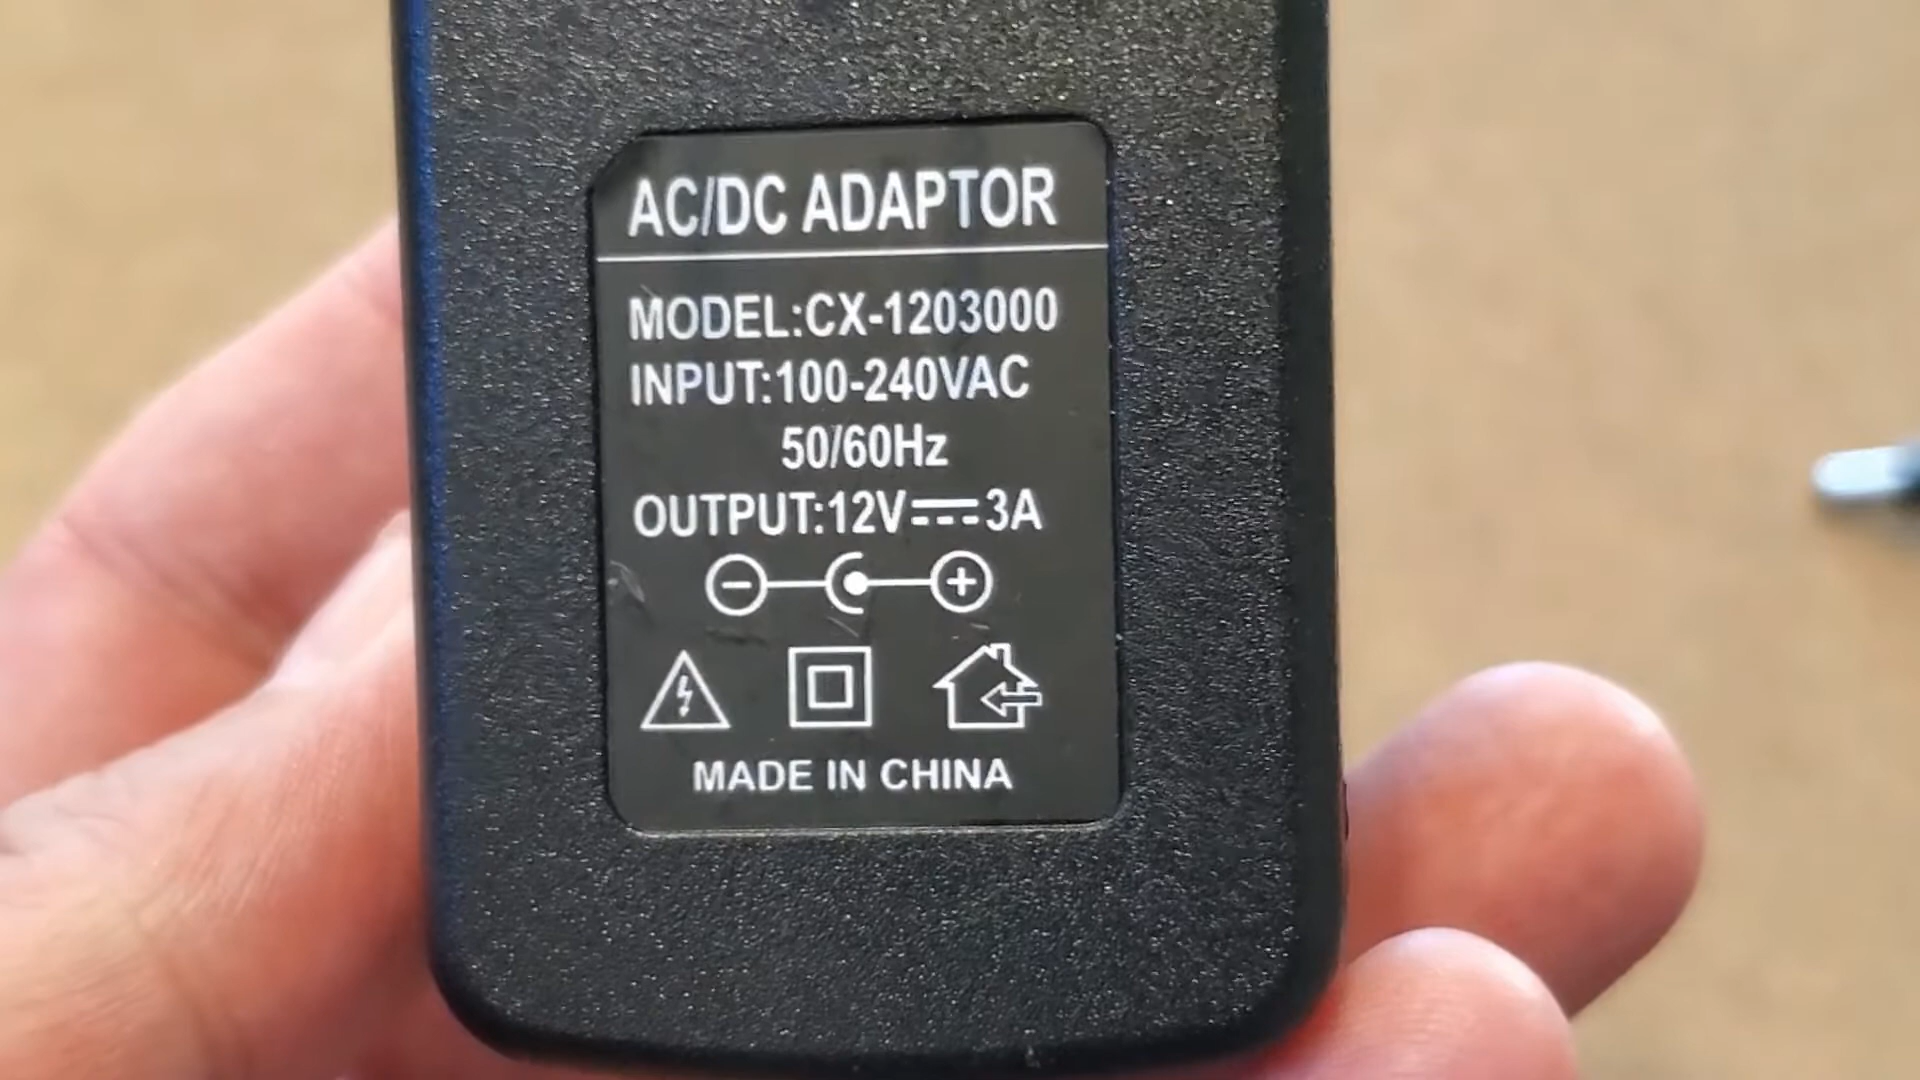 AC/DC ADAPTOR
MODEL:CX-1203000
INPUT:100-240VAC
50/60Hz
OUTPUT:12V⎓3A
MADE IN CHINA